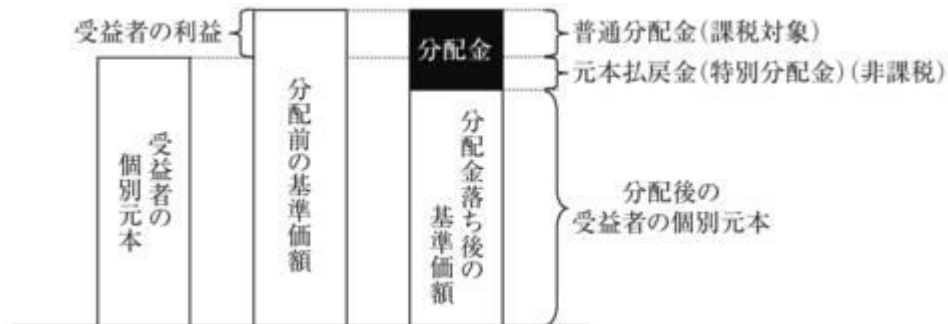 受益者の利益
分配金
普通分配金(課税対象)
元本払戻金(特別分配金)(非課税)
受益者の
個別元本
分配前の基準価額
分配金落ち後の
基準価額
分配後の
受益者の個別元本